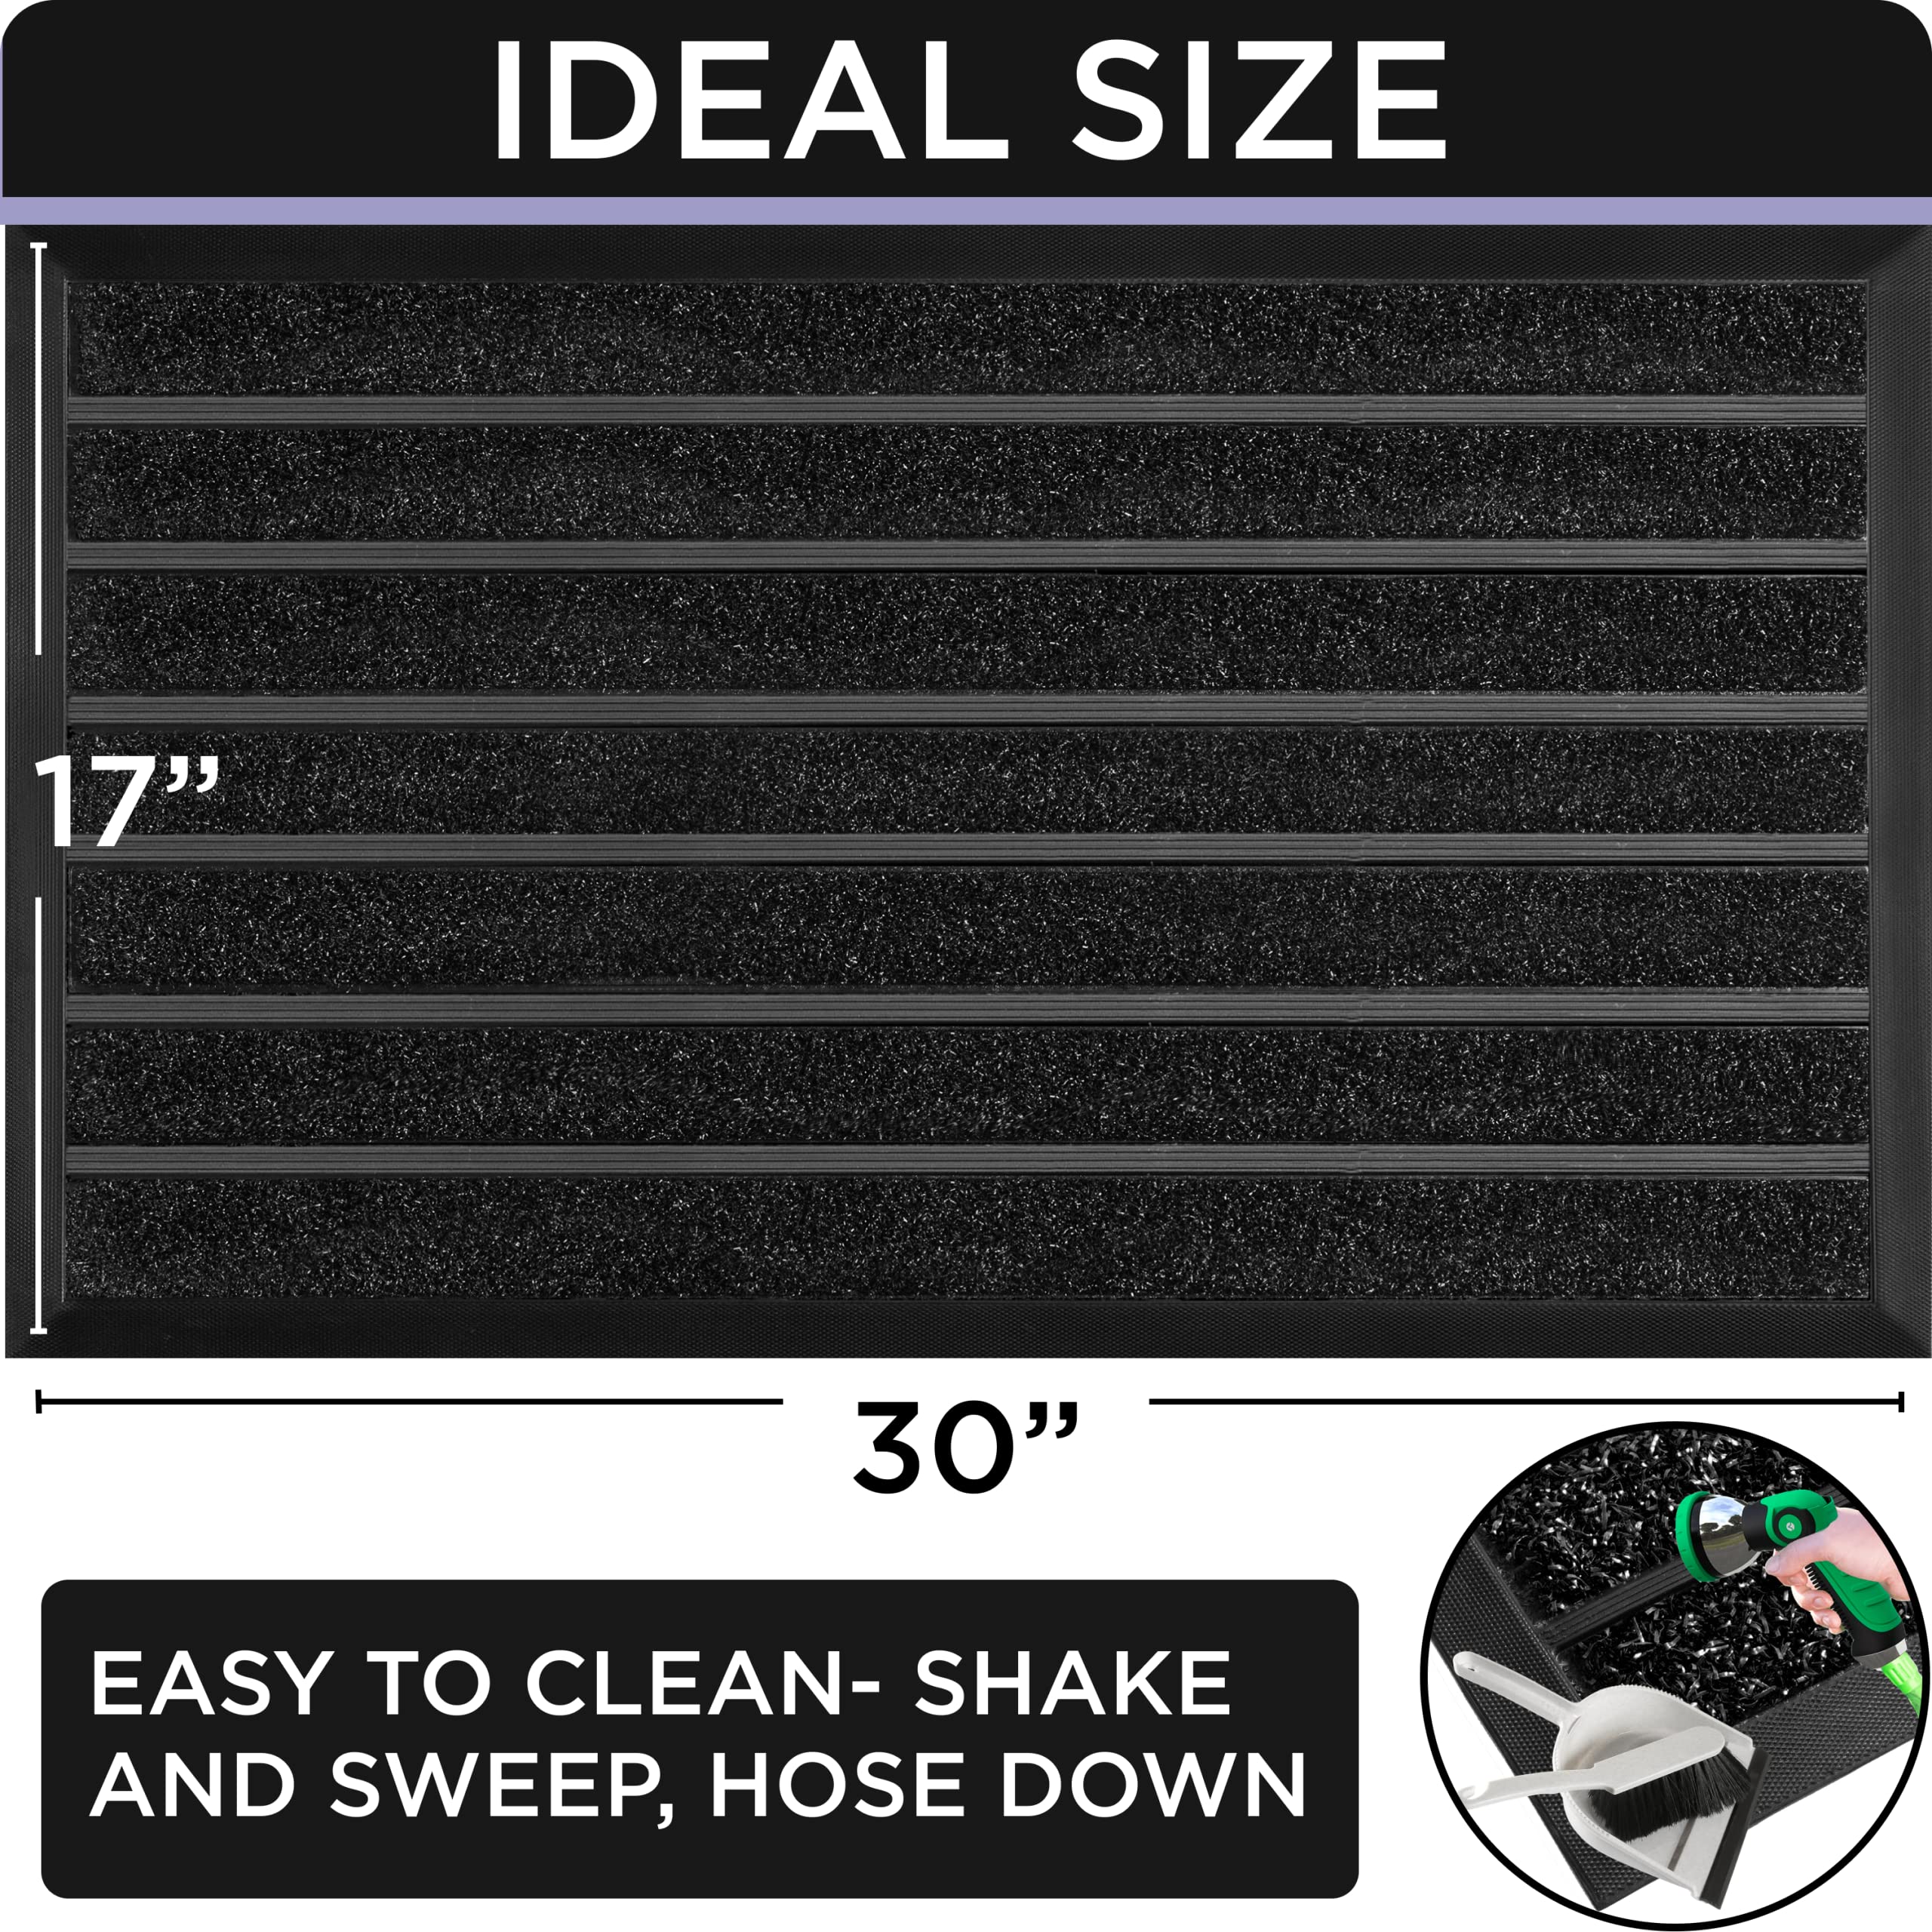 IDEAL SIZE
17”
30”
EASY TO CLEAN- SHAKE
AND SWEEP, HOSE DOWN